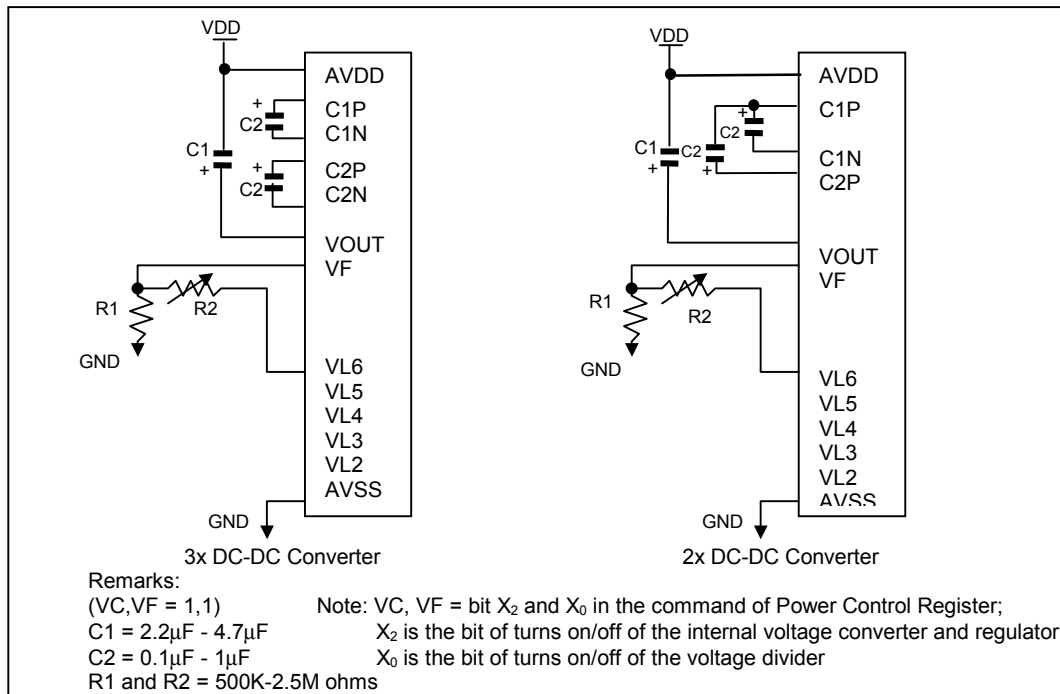 VDD
AVDD
C1P
C2
C1N
C1
C2P
C2
C2N
VOUT
VF
R1
R2
GND
VL6
VL5
VL4
VL3
VL2
AVSS
GND
3x DC-DC Converter
VDD
AVDD
C1P
C2
C1
C2
C1N
C2P
VOUT
VF
R1
R2
GND
VL6
VL5
VL4
VL3
VL2
AVSS
GND
2x DC-DC Converter
Remarks:
(VC,VF = 1,1) Note: VC, VF = bit X₂ and X₀ in the command of Power Control Register;
C1 = 2.2µF - 4.7µF X₂ is the bit of turns on/off of the internal voltage converter and regulator
C2 = 0.1µF - 1µF X₀ is the bit of turns on/off of the voltage divider
R1 and R2 = 500K-2.5M ohms